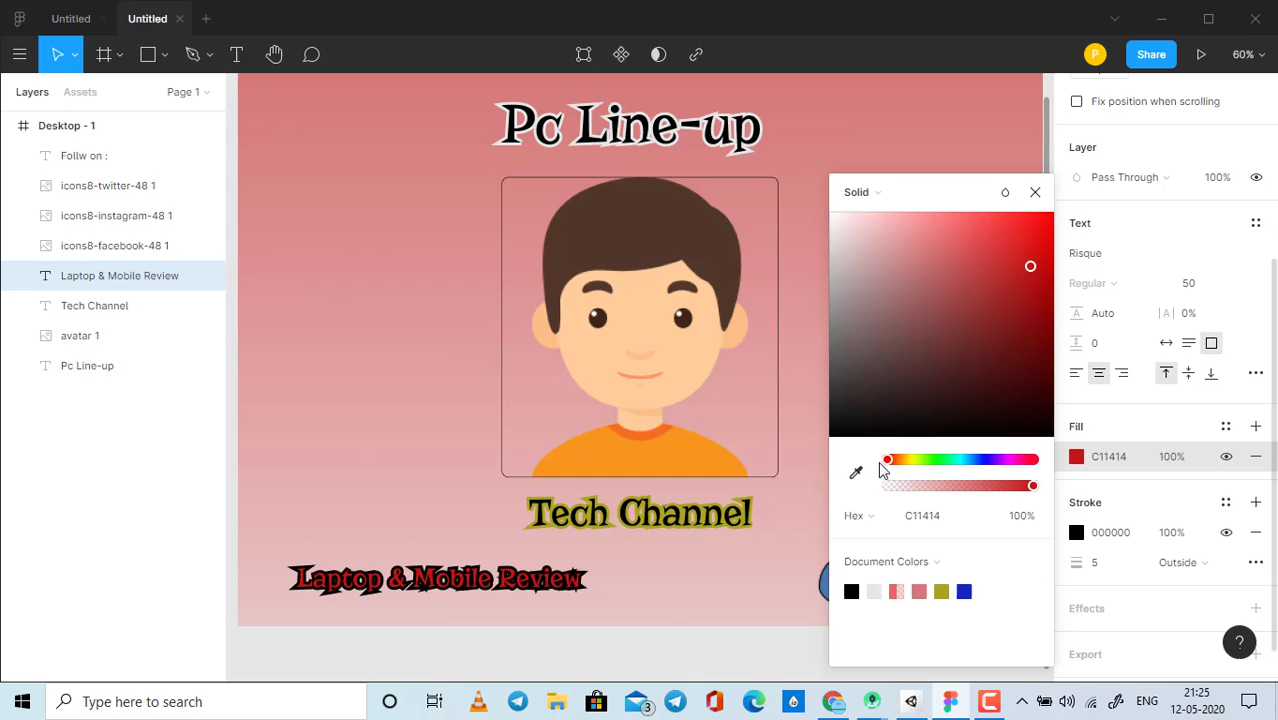 Untitled
Untitled
P
Share
60%
Layers
Assets
Page 1
Desktop - 1
Follw on :
icons8-twitter-48 1
icons8-instagram-48 1
icons8-facebook-48 1
Laptop & Mobile Review
Tech Channel
avatar 1
Pc Line-up
Pc Line-up
Tech Channel
Laptop & Mobile Review
Solid
Hex
C11414
100%
Document Colors
Fix position when scrolling
Layer
Pass Through
100%
Text
Risque
Regular
50
Auto
0%
0
Fill
C11414
100%
Stroke
000000
100%
5
Outside
Effects
Export
?
Type here to search
3
ENG
21:25
12-05-2020